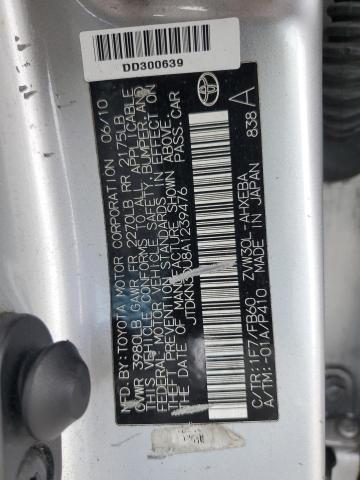 DD300639
MFD. BY: TOYOTA MOTOR CORPORATION 06/10
GVWR 3980LB GAWR FR 2270LB RR 2175LB
THIS VEHICLE CONFORMS TO ALL APPLICABLE
FEDERAL MOTOR VEHICLE SAFETY, BUMPER, AND
THEFT PREVENTION STANDARDS IN EFFECT ON
THE DATE OF MANUFACTURE SHOWN ABOVE.
PASS.CAR
C/TR: 1F7/FB60 ZVW30L-AHXEBA
A/TM: -01A/P410 MADE IN JAPAN
838 A